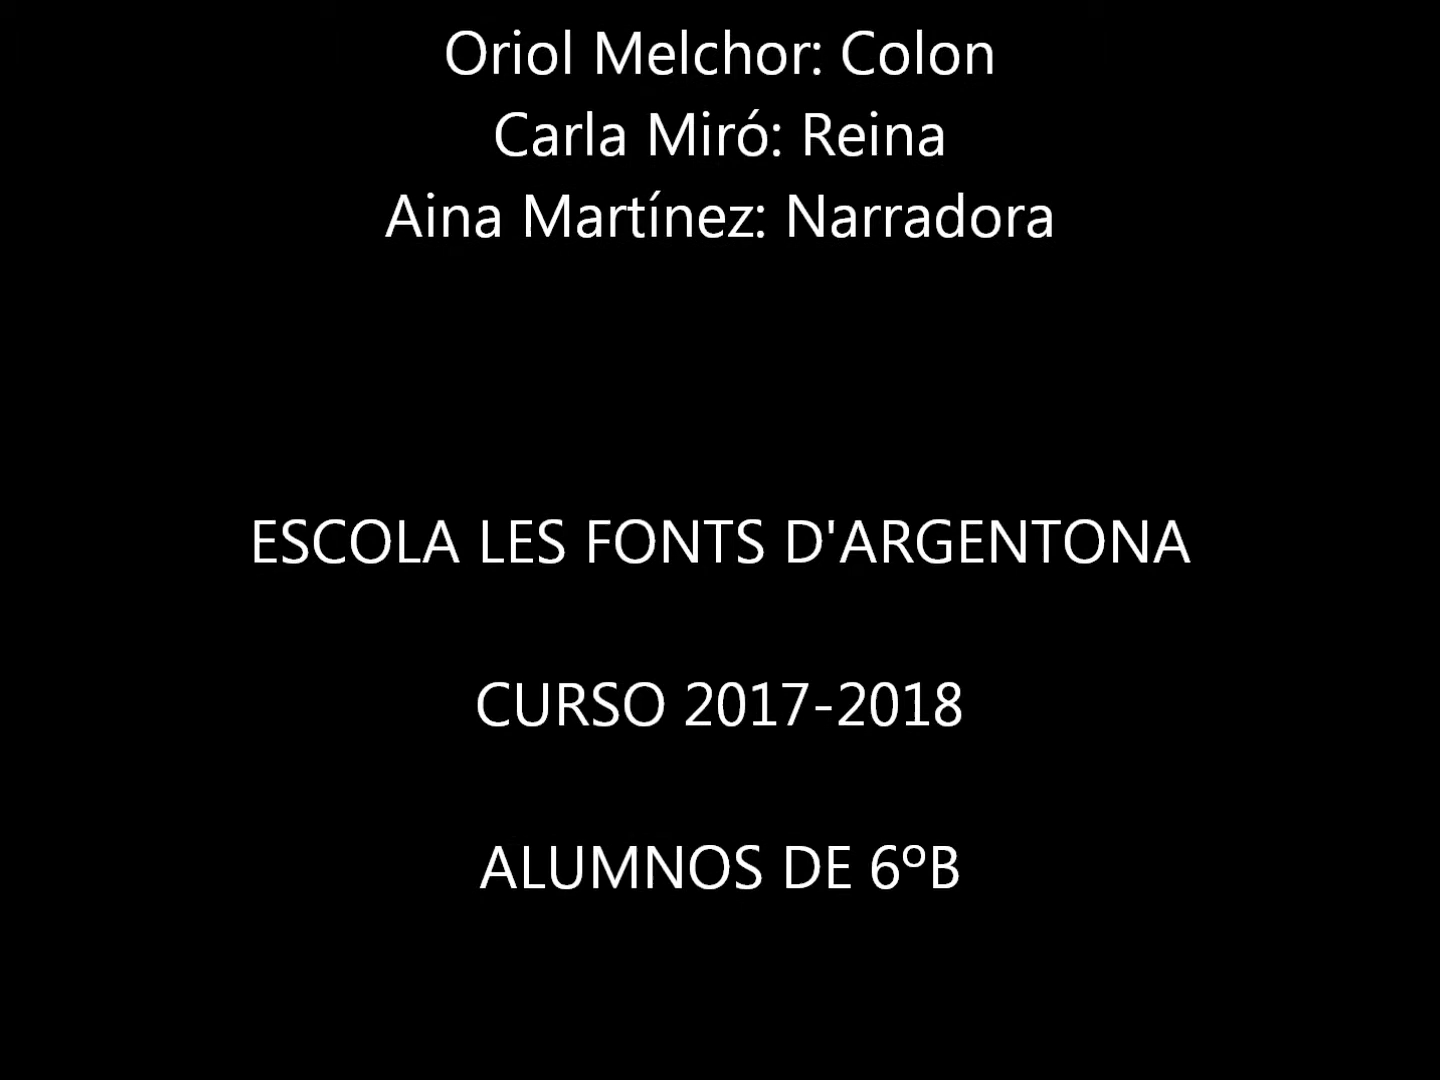 Oriol Melchor: Colon
Carla Miró: Reina
Aina Martínez: Narradora
ESCOLA LES FONTS D'ARGENTONA
CURSO 2017-2018
ALUMNOS DE 6ºB